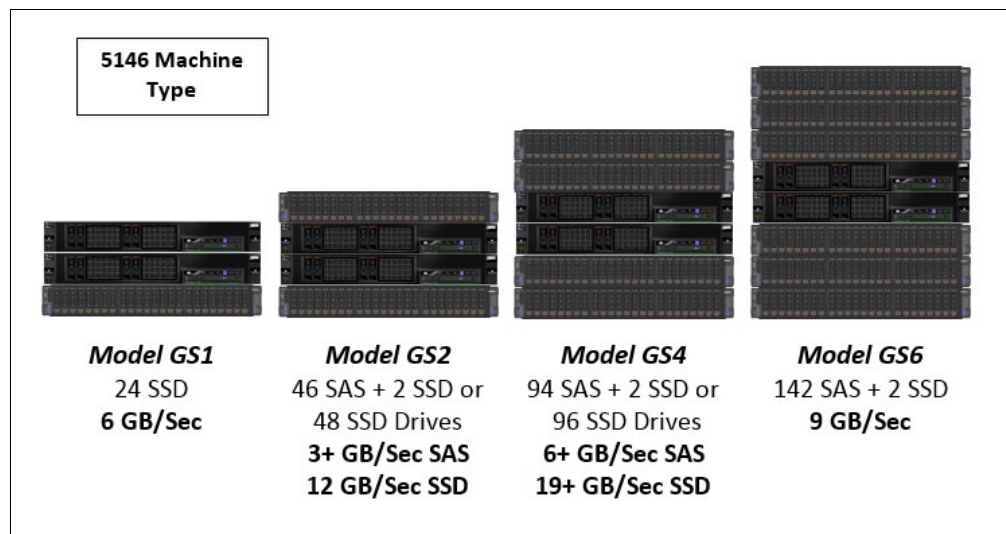 5146 Machine
Type
Model GS1
24 SSD
6 GB/Sec
Model GS2
46 SAS + 2 SSD or
48 SSD Drives
3+ GB/Sec SAS
12 GB/Sec SSD
Model GS4
94 SAS + 2 SSD or
96 SSD Drives
6+ GB/Sec SAS
19+ GB/Sec SSD
Model GS6
142 SAS + 2 SSD
9 GB/Sec